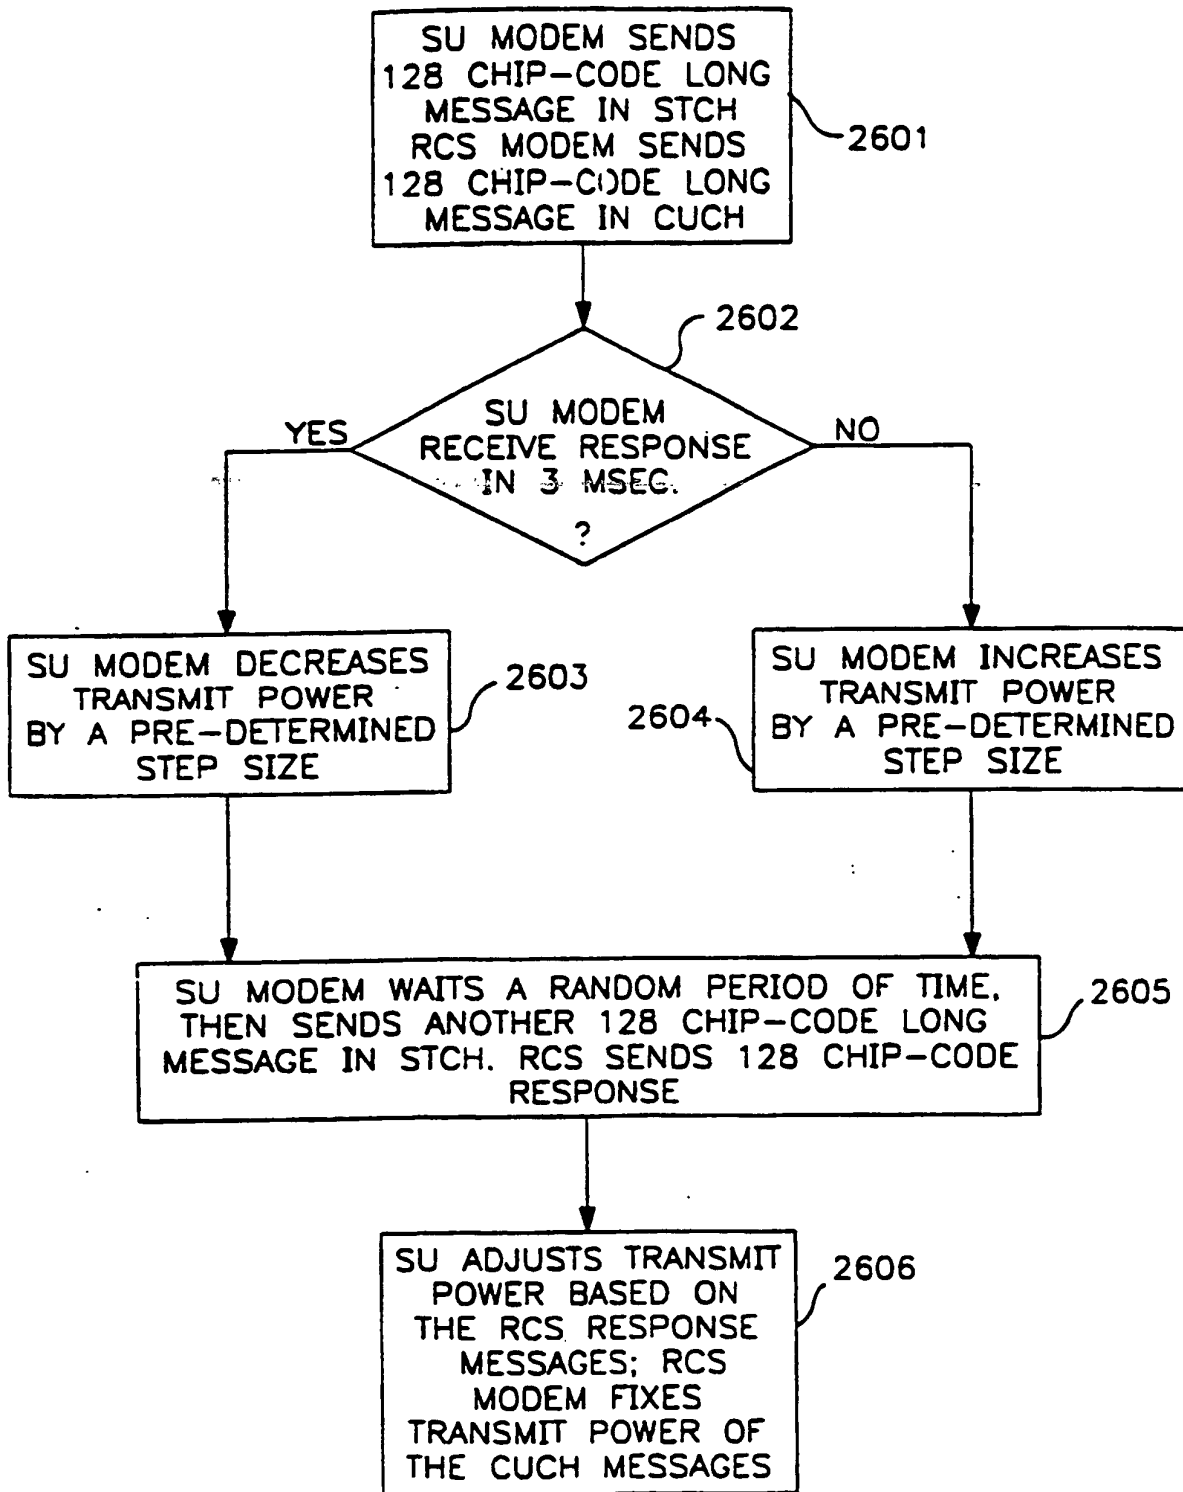 SU MODEM SENDS
128 CHIP-CODE LONG
MESSAGE IN STCH
RCS MODEM SENDS
128 CHIP-CODE LONG
MESSAGE IN CUCH
2601
2602
SU MODEM
RECEIVE RESPONSE
IN 3 MSEC.
?
YES
NO
SU MODEM DECREASES
TRANSMIT POWER
BY A PRE-DETERMINED
STEP SIZE
2603
SU MODEM INCREASES
TRANSMIT POWER
BY A PRE-DETERMINED
STEP SIZE
2604
SU MODEM WAITS A RANDOM PERIOD OF TIME,
THEN SENDS ANOTHER 128 CHIP-CODE LONG
MESSAGE IN STCH. RCS SENDS 128 CHIP-CODE
RESPONSE
2605
SU ADJUSTS TRANSMIT
POWER BASED ON
THE RCS RESPONSE
MESSAGES; RCS
MODEM FIXES
TRANSMIT POWER OF
THE CUCH MESSAGES
2606